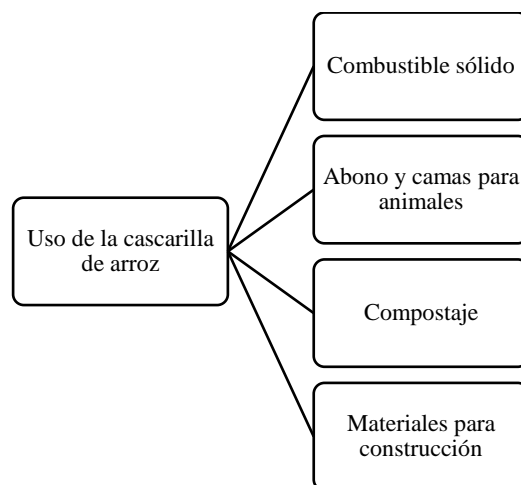 Combustible sólido
Abono y camas para
animales
Uso de la cascarilla
de arroz
Compostaje
Materiales para
construcción